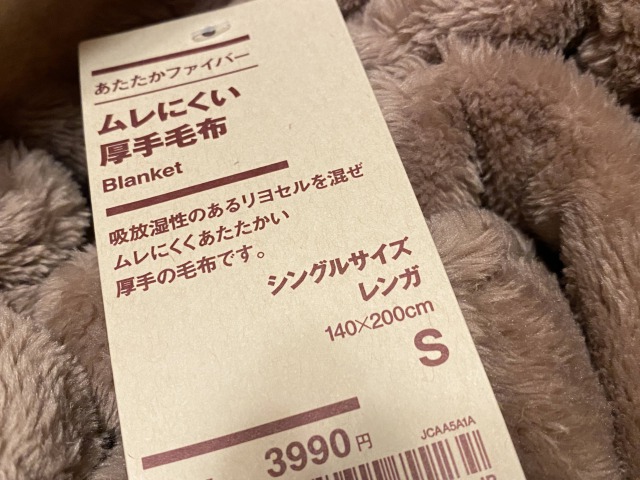 あたたかファイバー
ムレにくい
厚手毛布
Blanket
吸放湿性のあるリヨセルを混ぜ
ムレにくくあたたかい
厚手の毛布です。
シングルサイズ
レンガ
140×200cm
S
3990円
JCAA5A1A